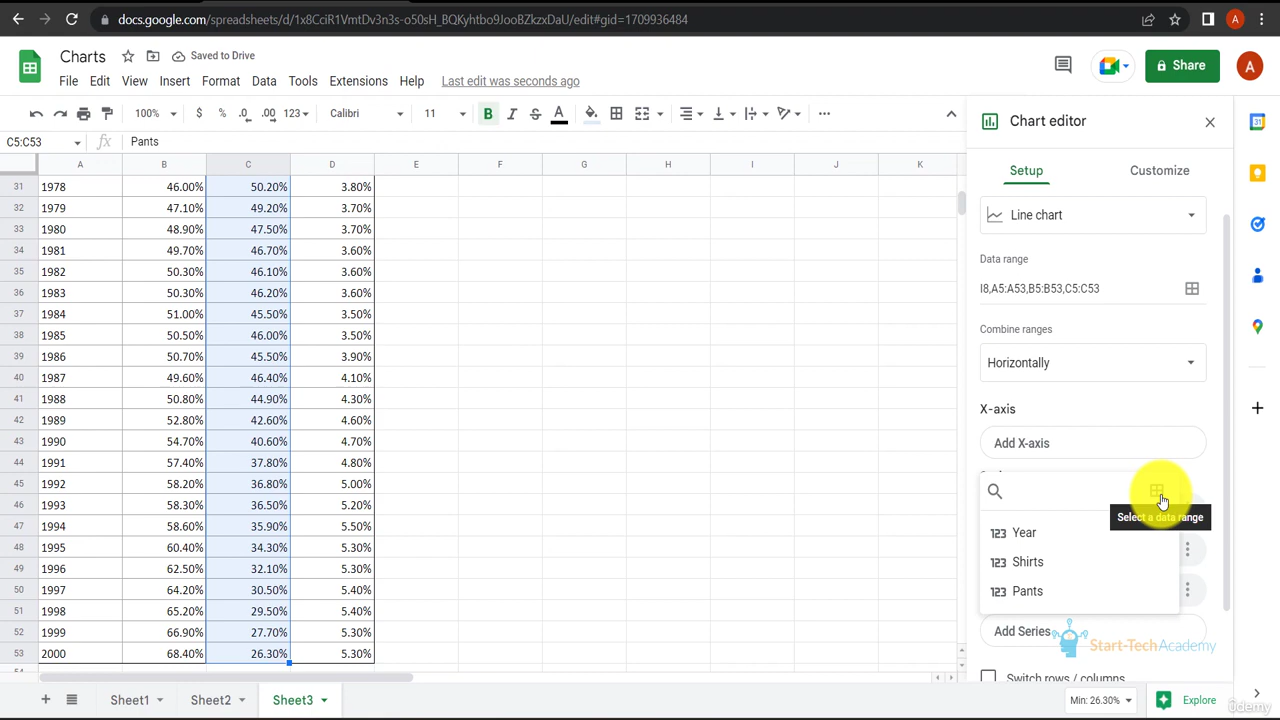 docs.google.com/spreadsheets/d/1x8CciR1VmtDv3n3s-o50sH_BQKyhtbo9JooBZkzxDaU/edit#gid=1709936484
A
Charts
Saved to Drive
File Edit View Insert Format Data Tools Extensions Help Last edit was seconds ago
Share
A
100% $ % .0 .00 123 Calibri 11 B I S A
C5:C53 fx Pants
A B C D E F G H I J K
31 1978 46.00% 50.20% 3.80%
32 1979 47.10% 49.20% 3.70%
33 1980 48.90% 47.50% 3.70%
34 1981 49.70% 46.70% 3.60%
35 1982 50.30% 46.10% 3.60%
36 1983 50.30% 46.20% 3.60%
37 1984 51.00% 45.50% 3.50%
38 1985 50.50% 46.00% 3.50%
39 1986 50.70% 45.50% 3.90%
40 1987 49.60% 46.40% 4.10%
41 1988 50.80% 44.90% 4.30%
42 1989 52.80% 42.60% 4.60%
43 1990 54.70% 40.60% 4.70%
44 1991 57.40% 37.80% 4.80%
45 1992 58.20% 36.80% 5.00%
46 1993 58.30% 36.50% 5.20%
47 1994 58.60% 35.90% 5.50%
48 1995 60.40% 34.30% 5.30%
49 1996 62.50% 32.10% 5.30%
50 1997 64.20% 30.50% 5.40%
51 1998 65.20% 29.50% 5.40%
52 1999 66.90% 27.70% 5.30%
53 2000 68.40% 26.30% 5.30%
Chart editor
Setup Customize
Line chart
Data range
I8,A5:A53,B5:B53,C5:C53
Combine ranges
Horizontally
X-axis
Add X-axis
Select a data range
123 Year
123 Shirts
123 Pants
Add Series
Start-TechAcademy
Switch rows / columns
31
Sheet1 Sheet2 Sheet3
Min: 26.30%
Explore
ûdemy